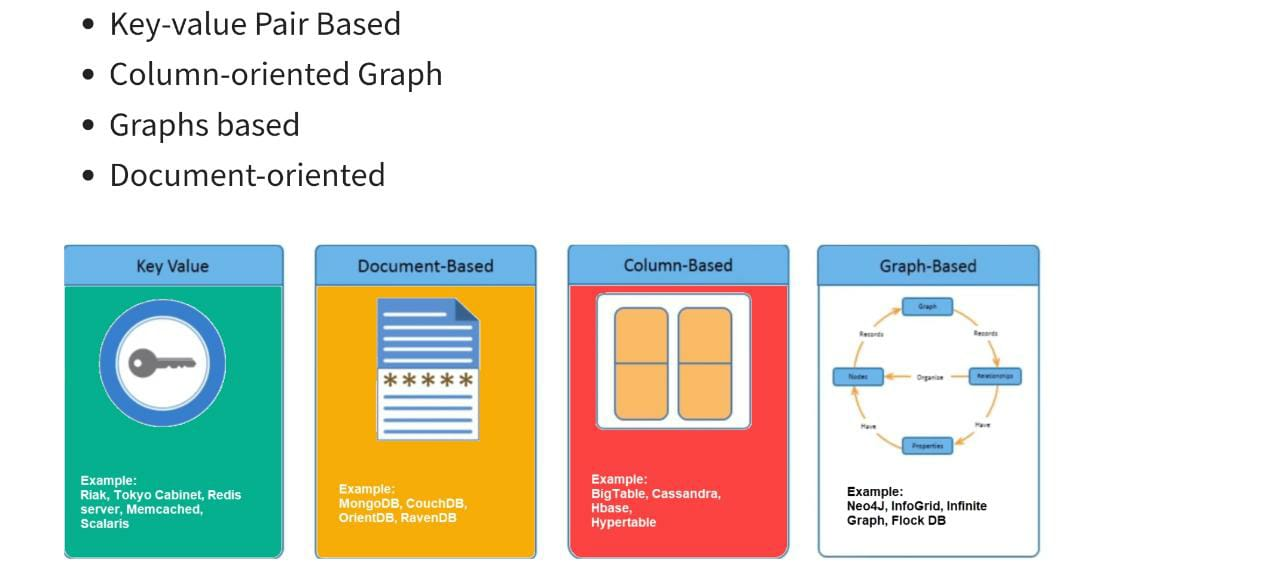 • Key-value Pair Based
• Column-oriented Graph
• Graphs based
• Document-oriented
Key Value
Example:
Riak, Tokyo Cabinet, Redis
server, Memcached,
Scalaris
Document-Based
*****
Example:
MongoDB, CouchDB,
OrientDB, RavenDB
Column-Based
Example:
BigTable, Cassandra,
Hbase,
Hypertable
Graph-Based
Graph
Records
Records
Nodes
Organize
Relationships
Have
Have
Properties
Example:
Neo4J, InfoGrid, Infinite
Graph, Flock DB